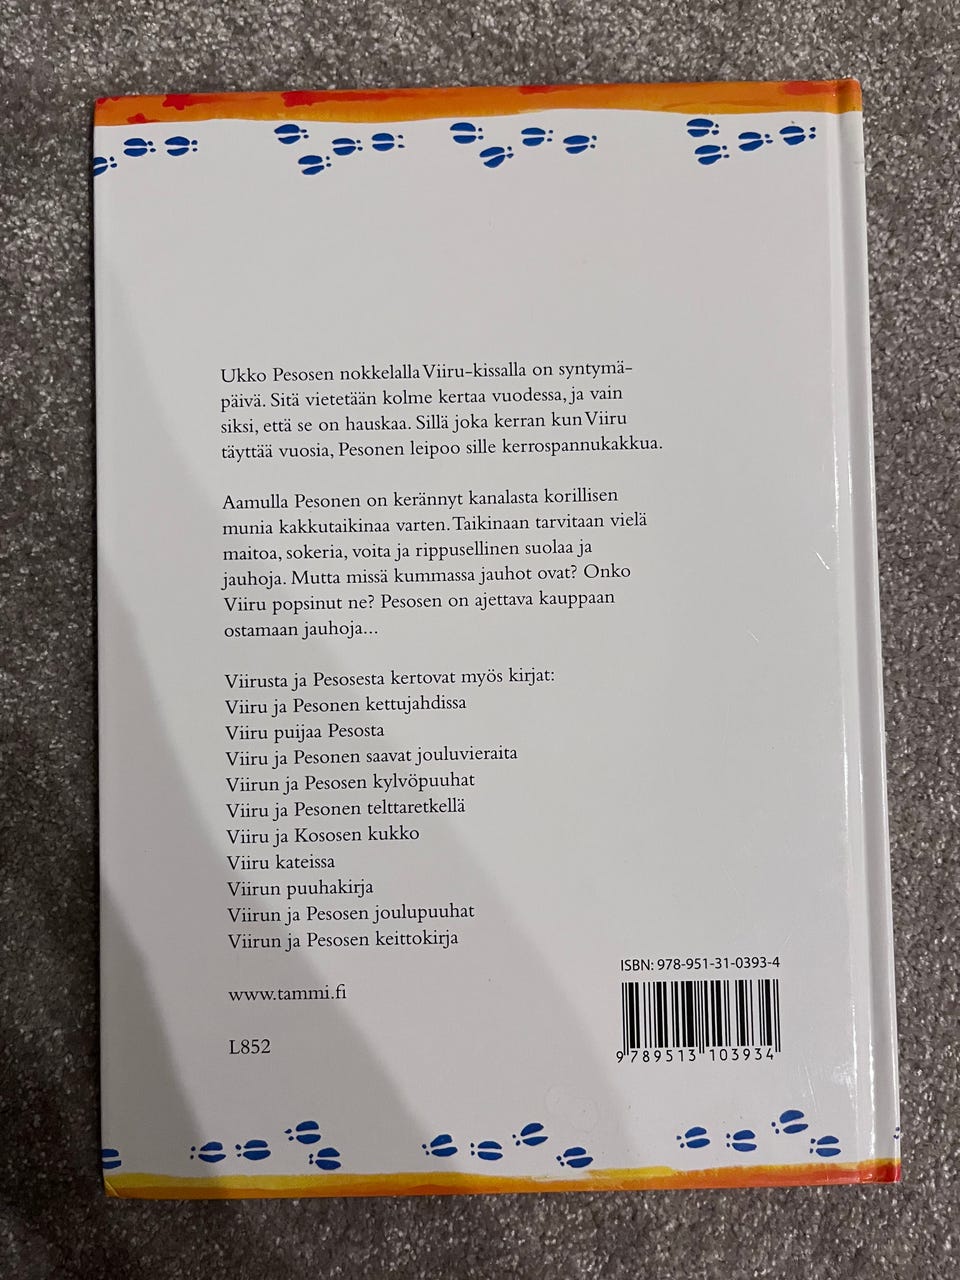 Ukko Pesosen nokkelalla Viiru-kissalla on syntymä-
päivä. Sitä vietetään kolme kertaa vuodessa, ja vain
siksi, että se on hauskaa. Sillä joka kerran kun Viiru
täyttää vuosia, Pesonen leipoo sille kerrospannukakkua.
Aamulla Pesonen on kerännyt kanalasta korillisen
munia kakkutaikinaa varten. Taikinaan tarvitaan vielä
maitoa, sokeria, voita ja rippusellinen suolaa ja
jauhoja. Mutta missä kummassa jauhot ovat? Onko
Viiru popsinut ne? Pesosen on ajettava kauppaan
ostamaan jauhoja...
Viirusta ja Pesosesta kertovat myös kirjat:
Viiru ja Pesonen kettujahdissa
Viiru puijaa Pesosta
Viiru ja Pesonen saavat jouluvieraita
Viirun ja Pesosen kylvöpuuhat
Viiru ja Pesonen telttaretkellä
Viiru ja Kososen kukko
Viiru kateissa
Viirun puuhakirja
Viirun ja Pesosen joulupuuhat
Viirun ja Pesosen keittokirja
www.tammi.fi
L852
ISBN: 978-951-31-0393-4
9 789513 103934